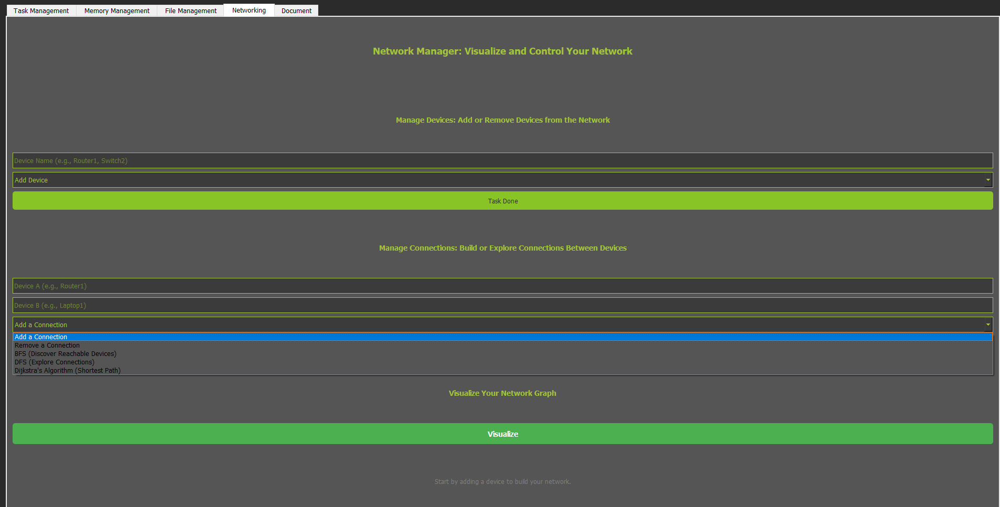 Task Management Memory Management File Management Networking Document
Network Manager: Visualize and Control Your Network
Manage Devices: Add or Remove Devices from the Network
Device Name (e.g., Router1, Switch2)
Add Device
Task Done
Manage Connections: Build or Explore Connections Between Devices
Device A (e.g., Router1)
Device B (e.g., Laptop1)
Add a Connection
Add a Connection
Remove a Connection
BFS (Discover Reachable Devices)
DFS (Explore Connections)
Dijkstra's Algorithm (Shortest Path)
Visualize Your Network Graph
Visualize
Start by adding a device to build your network.